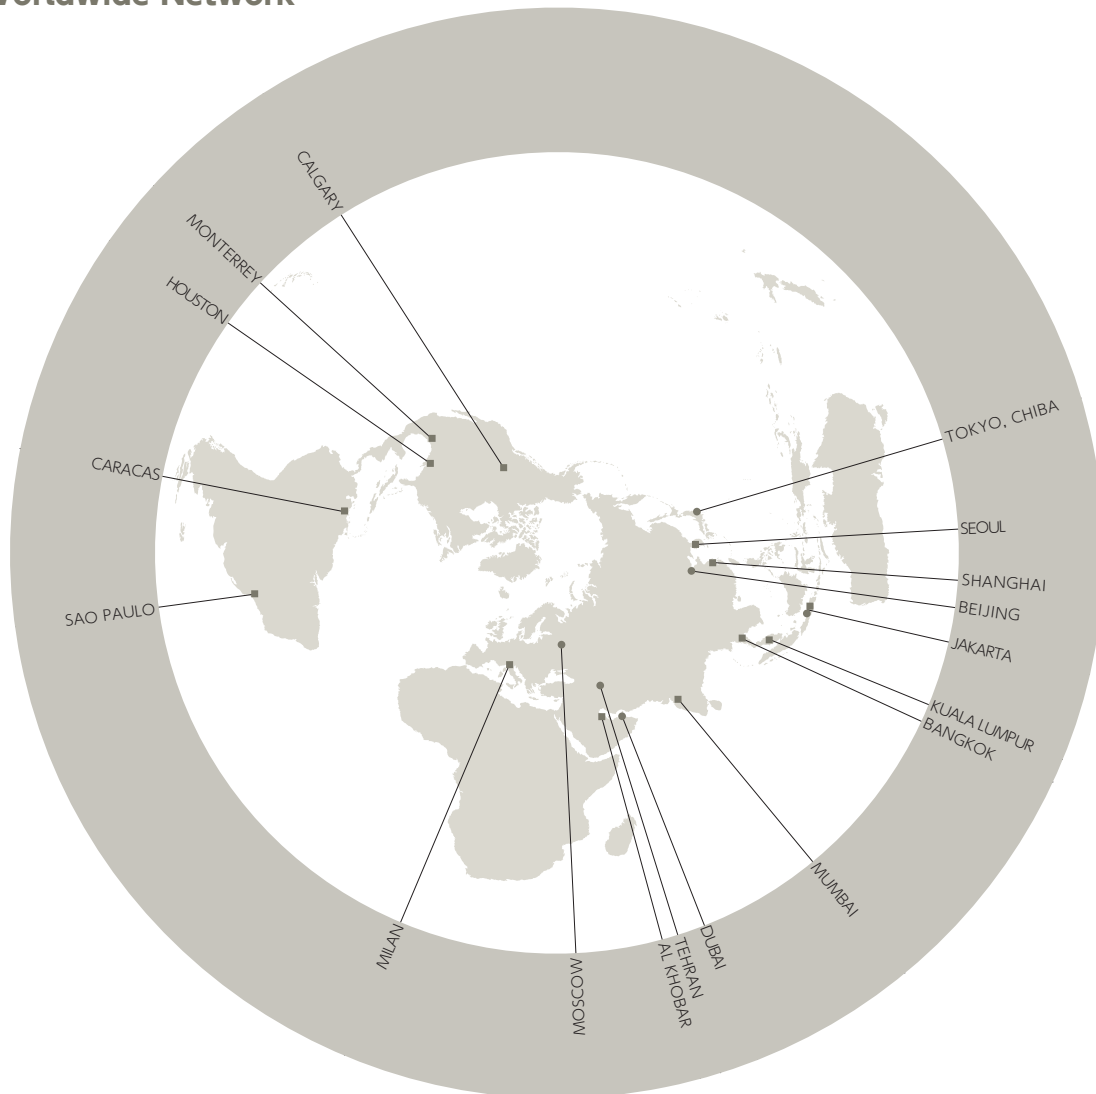 Worldwide Network
CALGARY
MONTERREY
HOUSTON
CARACAS
SAO PAULO
TOKYO, CHIBA
SEOUL
SHANGHAI
BEIJING
JAKARTA
KUALA LUMPUR
BANGKOK
MUMBAI
DUBAI
TEHRAN
AL KHOBAR
MOSCOW
MILAN